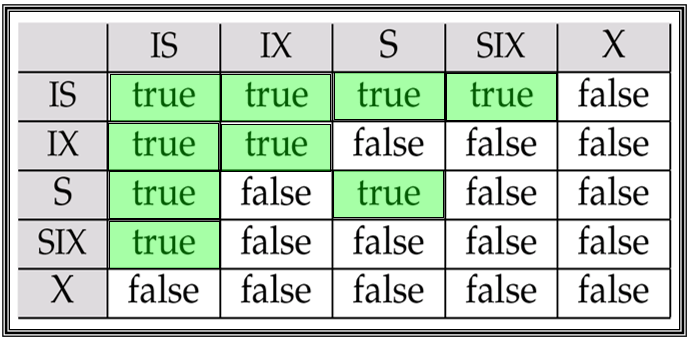 IS IX S SIX X
IS true true true true false
IX true true false false false
S true false true false false
SIX true false false false false
X false false false false false